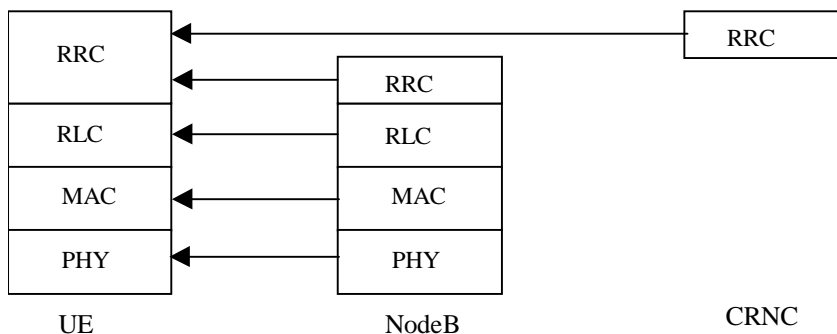 RRC
RLC
MAC
PHY
UE
RRC
RLC
MAC
PHY
NodeB
RRC
CRNC